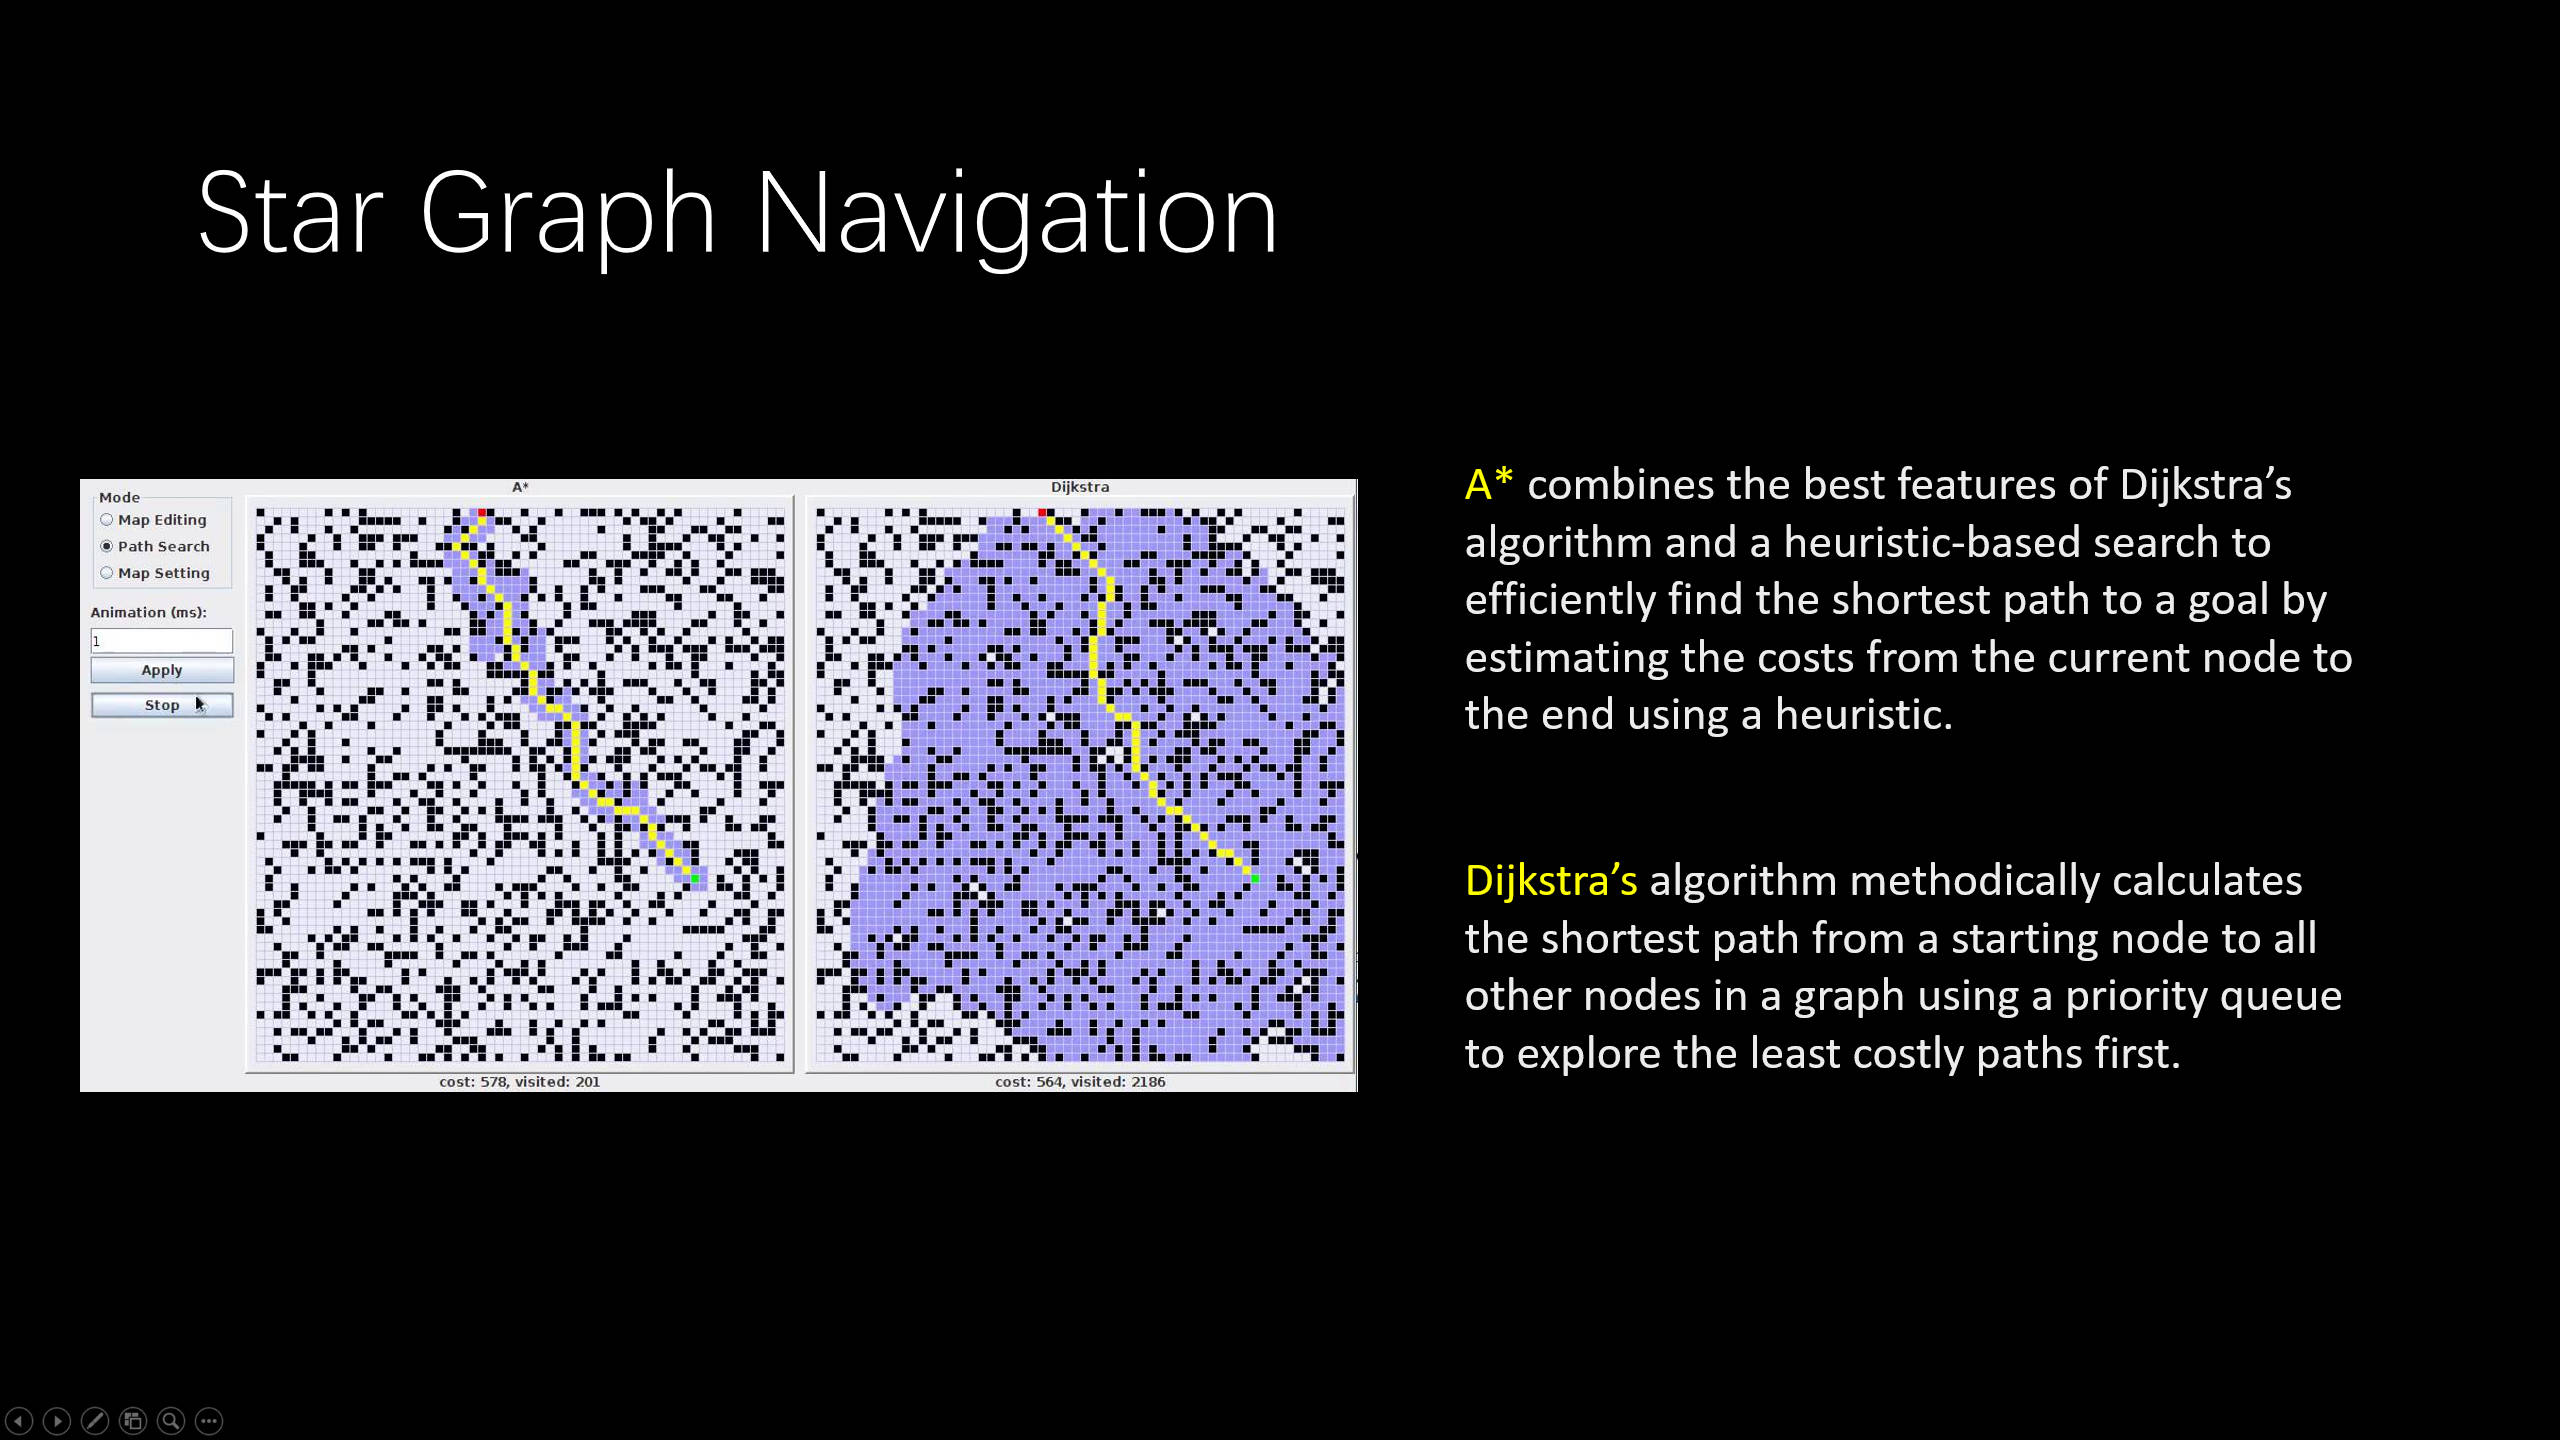 Star Graph Navigation
Mode
Map Editing
Path Search
Map Setting
Animation (ms):
1
Apply
Stop
A*
cost: 578, visited: 201
Dijkstra
cost: 564, visited: 2186
A* combines the best features of Dijkstra’s
algorithm and a heuristic-based search to
efficiently find the shortest path to a goal by
estimating the costs from the current node to
the end using a heuristic.
Dijkstra’s algorithm methodically calculates
the shortest path from a starting node to all
other nodes in a graph using a priority queue
to explore the least costly paths first.